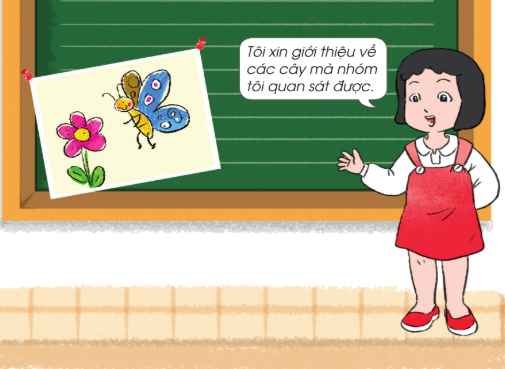 Tôi xin giới thiệu về
các cây mà nhóm
tôi quan sát được.